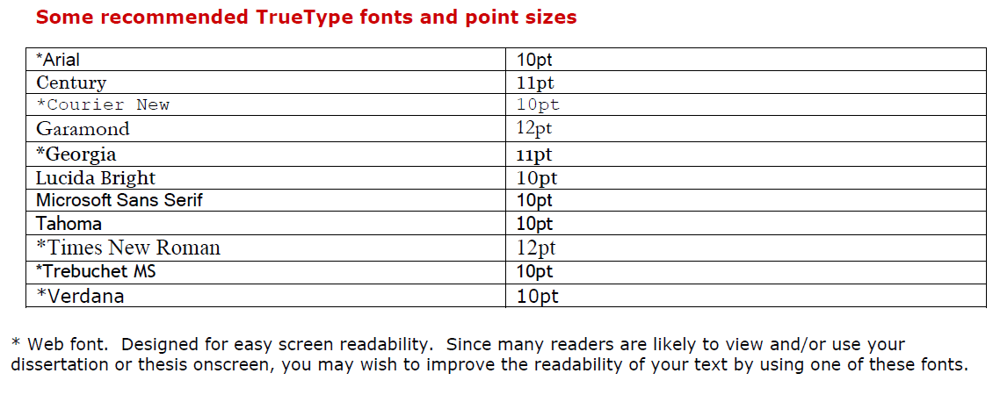 Some recommended TrueType fonts and point sizes
*Arial 10pt
Century 11pt
*Courier New 10pt
Garamond 12pt
*Georgia 11pt
Lucida Bright 10pt
Microsoft Sans Serif 10pt
Tahoma 10pt
*Times New Roman 12pt
*Trebuchet MS 10pt
*Verdana 10pt
* Web font.  Designed for easy screen readability.  Since many readers are likely to view and/or use your
dissertation or thesis onscreen, you may wish to improve the readability of your text by using one of these fonts.